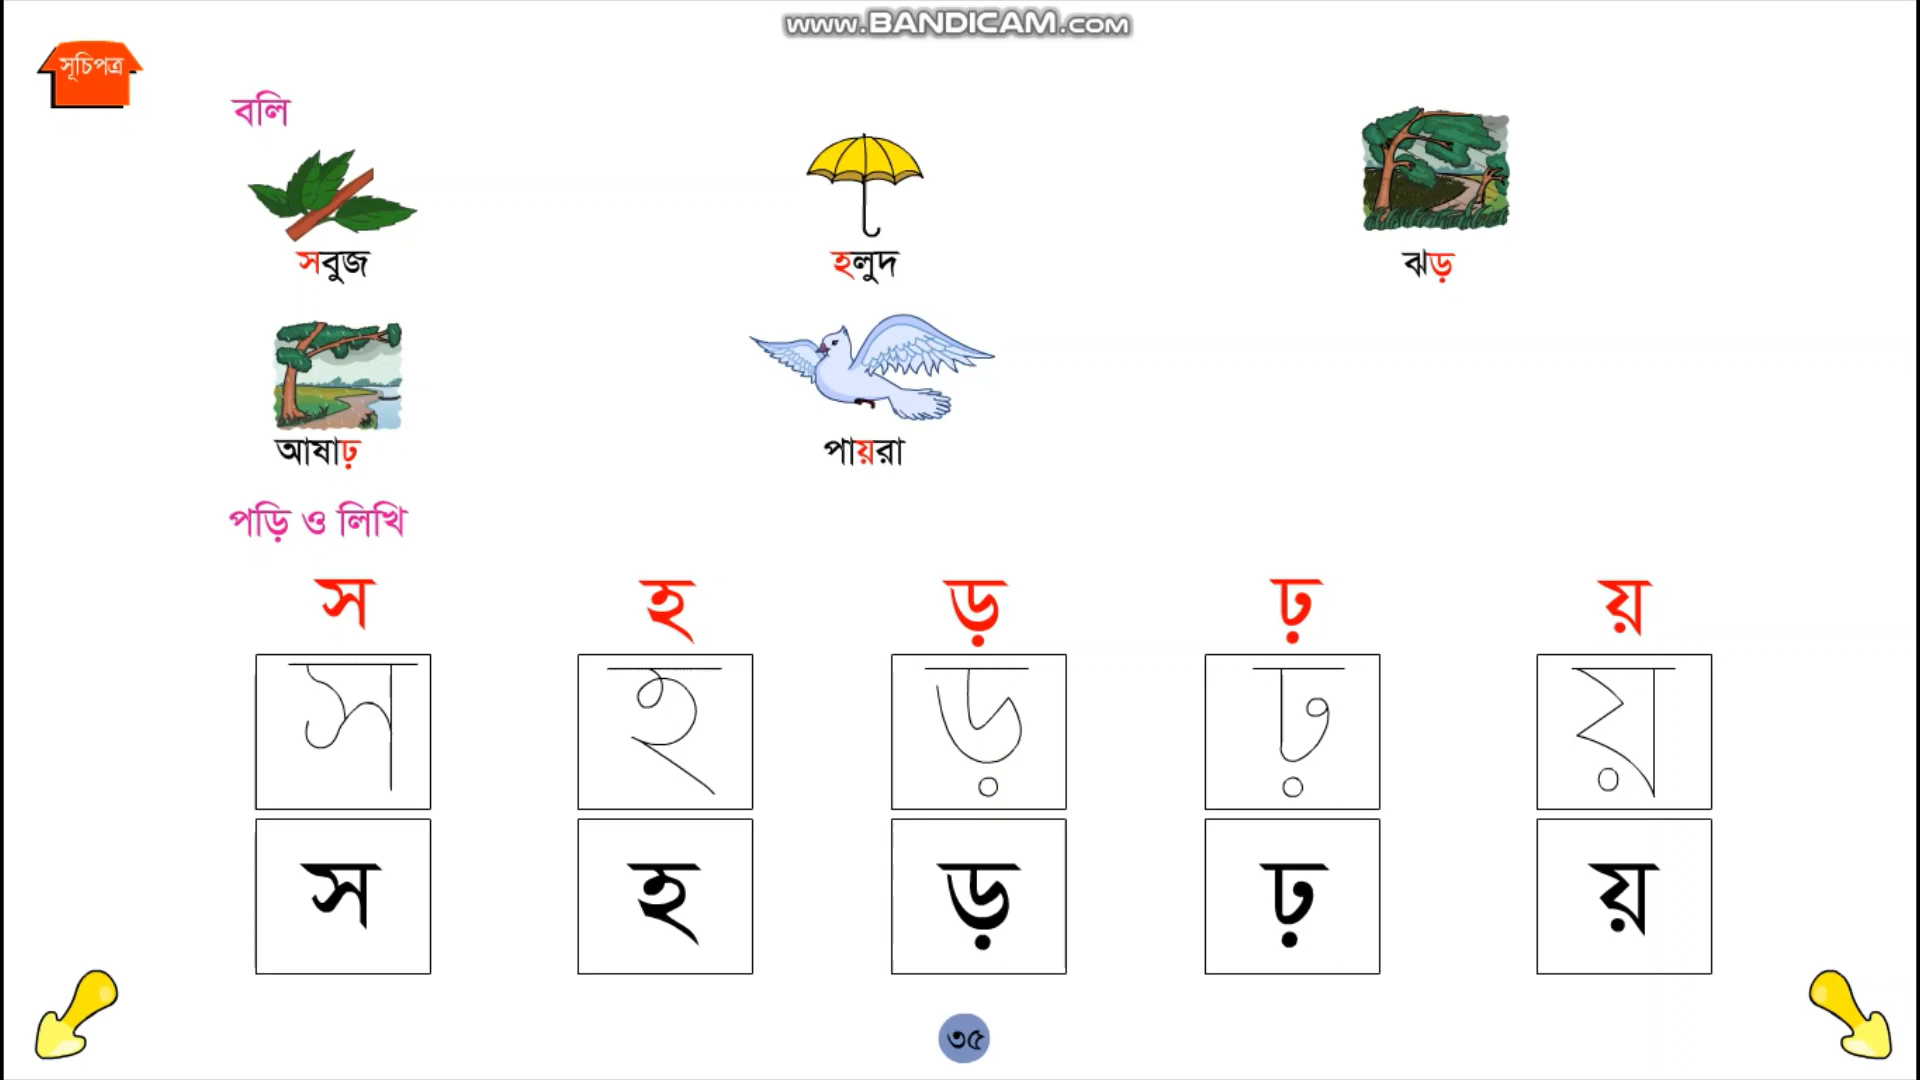 www.BANDICAM.com
সূচিপত্র
বলি
সবুজ হলুদ ঝড়
আষাঢ় পায়রা
পড়ি ও লিখি
স হ ড় ঢ় য়
স হ ড় ঢ় য়
স হ ড় ঢ় য়
৩৫